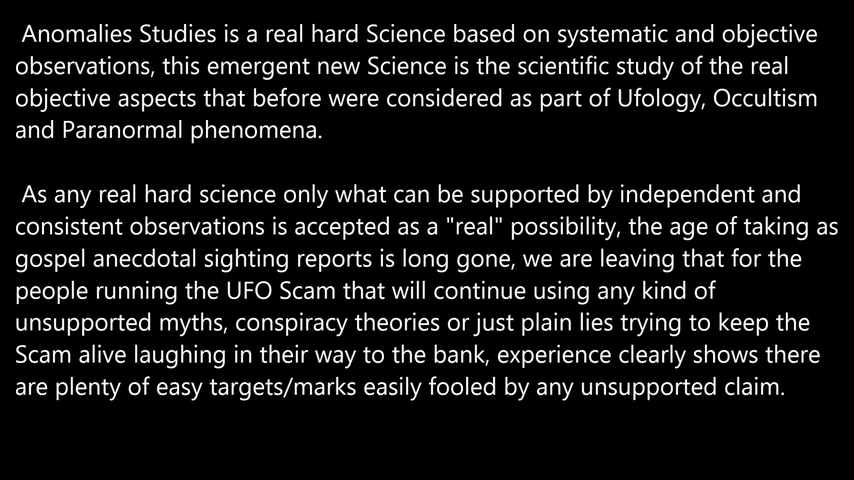 Anomalies Studies is a real hard Science based on systematic and objective
observations, this emergent new Science is the scientific study of the real
objective aspects that before were considered as part of Ufology, Occultism
and Paranormal phenomena.
As any real hard science only what can be supported by independent and
consistent observations is accepted as a "real" possibility, the age of taking as
gospel anecdotal sighting reports is long gone, we are leaving that for the
people running the UFO Scam that will continue using any kind of
unsupported myths, conspiracy theories or just plain lies trying to keep the
Scam alive laughing in their way to the bank, experience clearly shows there
are plenty of easy targets/marks easily fooled by any unsupported claim.